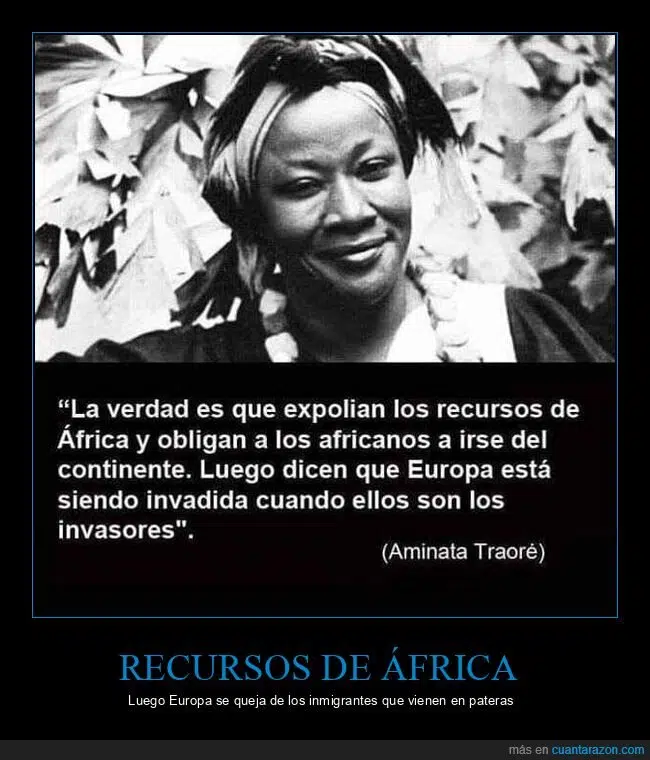 “La verdad es que expolian los recursos de
África y obligan a los africanos a irse del
continente. Luego dicen que Europa está
siendo invadida cuando ellos son los
invasores".
(Aminata Traoré)
RECURSOS DE ÁFRICA
Luego Europa se queja de los inmigrantes que vienen en pateras
más en cuantarazon.com